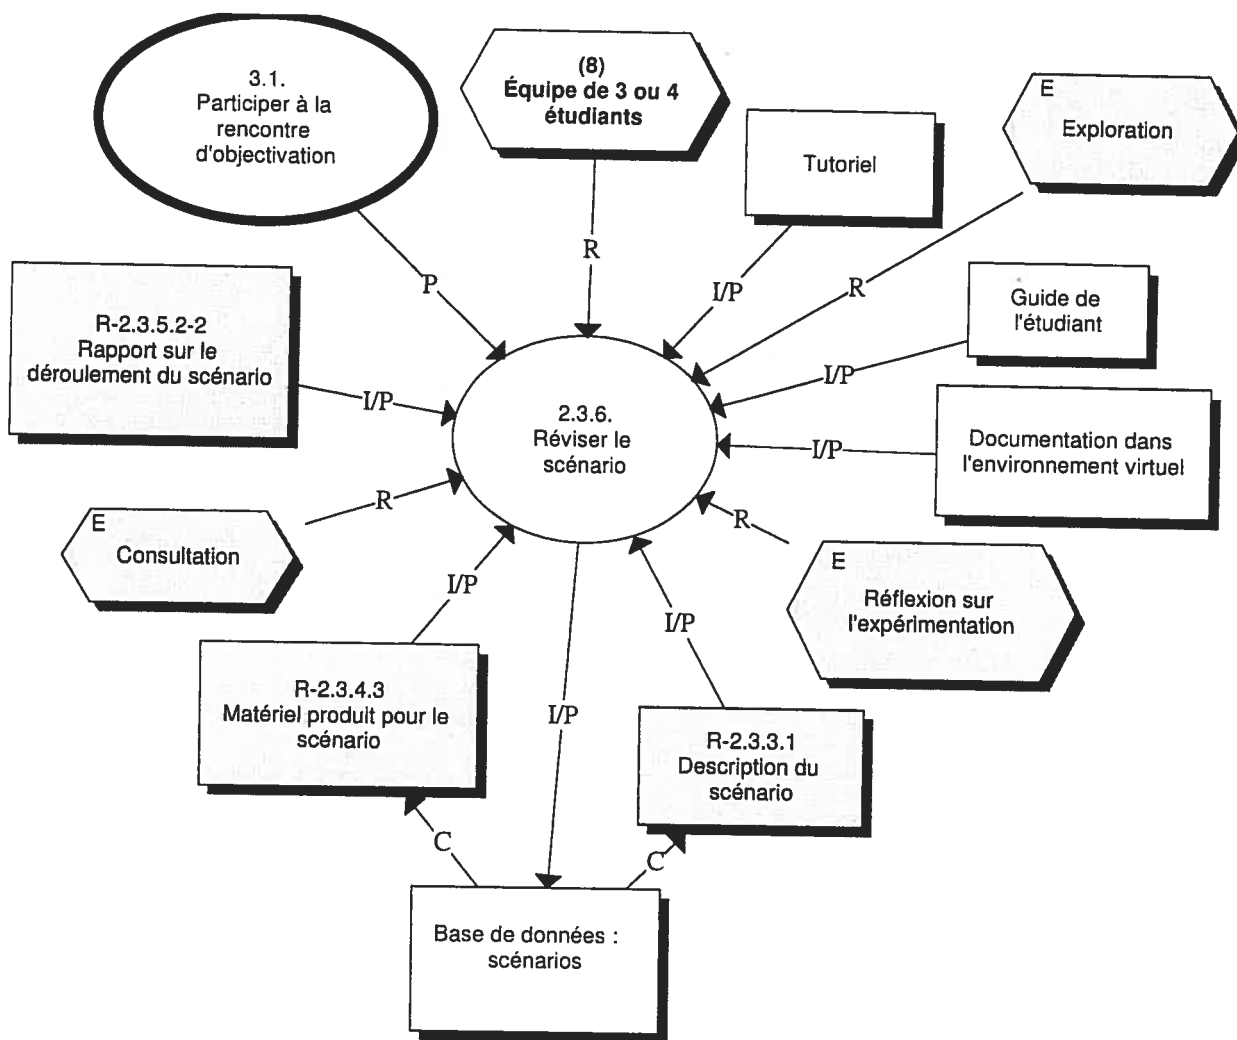 3.1.
Participer à la
rencontre
d'objectivation
(8)
Équipe de 3 ou 4
étudiants
Tutoriel
E
Exploration
R
P
I/P
R
Guide de
l'étudiant
R-2.3.5.2-2
Rapport sur le
déroulement du scénario
I/P
I/P
2.3.6.
Réviser le
scénario
I/P
Documentation dans
l'environnement virtuel
R
R
E
Consultation
E
Réflexion sur
l'expérimentation
I/P
I/P
R-2.3.4.3
Matériel produit pour le
scénario
I/P
R-2.3.3.1
Description du
scénario
C
C
Base de données :
scénarios